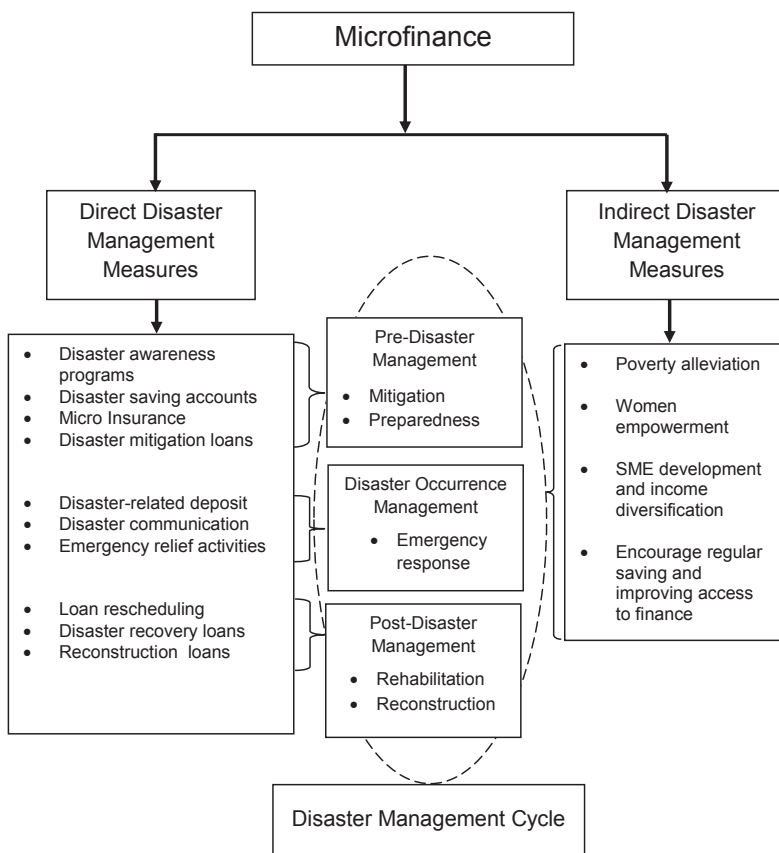 Microfinance
Direct Disaster
Management
Measures
Indirect Disaster
Management
Measures
• Disaster awareness
programs
• Disaster saving accounts
• Micro Insurance
• Disaster mitigation loans
• Disaster-related deposit
• Disaster communication
• Emergency relief activities
• Loan rescheduling
• Disaster recovery loans
• Reconstruction loans
Pre-Disaster
Management
• Mitigation
• Preparedness
Disaster Occurrence
Management
• Emergency
response
Post-Disaster
Management
• Rehabilitation
• Reconstruction
• Poverty alleviation
• Women
empowerment
• SME development
and income
diversification
• Encourage regular
saving and
improving access
to finance
Disaster Management Cycle